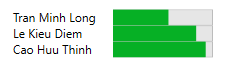 Tran Minh Long
Le Kieu Diem
Cao Huu Thinh